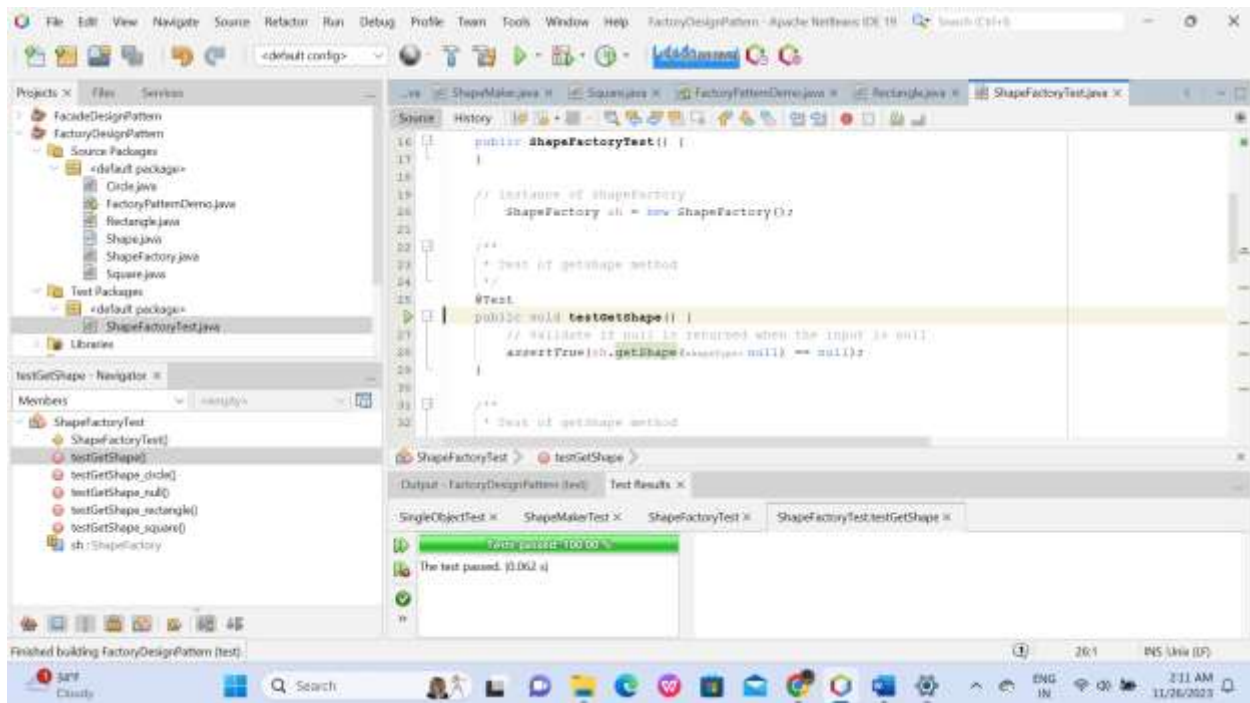 File Edit View Navigate Source Refactor Run Debug Profile Team Tools Window Help FactoryDesignPattern - Apache NetBeans IDE 19 Search (Ctrl+I)
<default config>
Projects Files Services
ShapeMaker.java Square.java FactoryPatternDemo.java Rectangle.java ShapeFactoryTest.java
Source History
FacadeDesignPattern
FactoryDesignPattern
Source Packages
<default package>
Circle.java
FactoryPatternDemo.java
Rectangle.java
Shape.java
ShapeFactory.java
Square.java
Test Packages
<default package>
ShapeFactoryTest.java
Libraries
16 public ShapeFactoryTest() {
17 }
18
19 // instance of shapeFactory
20 ShapeFactory sh = new ShapeFactory();
21
22 /**
23 * Test of getshape method
24 */
25 @Test
public void testGetShape() {
27 // Validate if null is returned when the input is null
28 assertTrue(sh.getShape(shapeType: null) == null);
29 }
30
31 /**
32 * Test of getshape method
testGetShape - Navigator
Members <empty>
ShapeFactoryTest
ShapeFactoryTest()
testGetShape()
testGetShape_circle()
testGetShape_null()
testGetShape_rectangle()
testGetShape_square()
sh : ShapeFactory
ShapeFactoryTest testGetShape
Output - FactoryDesignPattern (test) Test Results
SingleObjectTest ShapeMakerTest ShapeFactoryTest ShapeFactoryTest.testGetShape
Tests passed: 100.00 %
The test passed. (0.062 s)
Finished building FactoryDesignPattern (test).
26:1 INS Unix (LF)
Cloudy
Search
ENG
IN
2:11 AM
11/26/2023